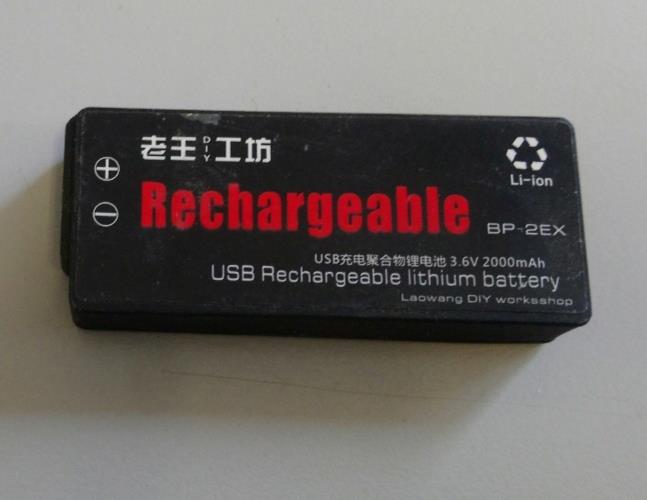 老王DIY工坊
Li-ion
⊕
⊖
Rechargeable BP-2EX
USB充电聚合物锂电池 3.6V 2000mAh
USB Rechargeable lithium battery
Laowang DIY worksshop